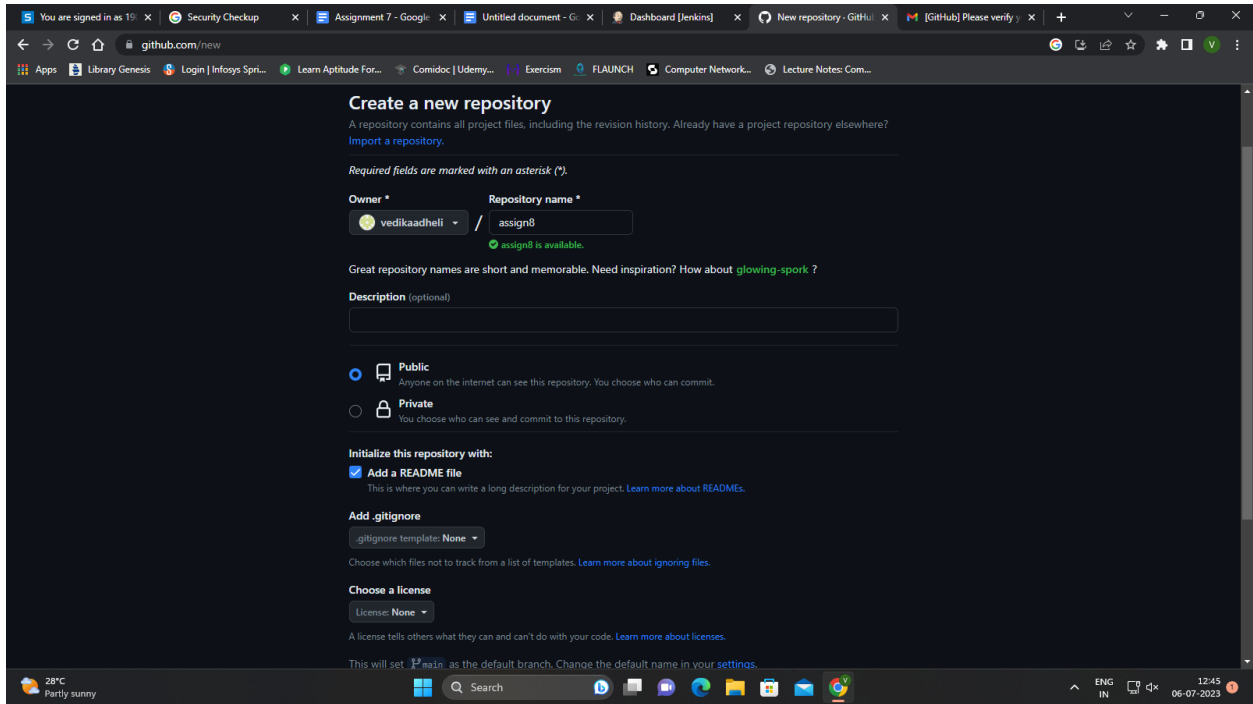 You are signed in as 19
Security Checkup
Assignment 7 - Google
Untitled document - Go
Dashboard [Jenkins]
New repository · GitHub
[GitHub] Please verify y
github.com/new
Apps
Library Genesis
Login | Infosys Spri...
Learn Aptitude For...
Comidoc | Udemy...
Exercism
FLAUNCH
Computer Network...
Lecture Notes: Com...
Create a new repository
A repository contains all project files, including the revision history. Already have a project repository elsewhere?
Import a repository.
Required fields are marked with an asterisk (*).
Owner * Repository name *
vedikaadheli / assign8
assign8 is available.
Great repository names are short and memorable. Need inspiration? How about glowing-spork ?
Description (optional)
Public
Anyone on the internet can see this repository. You choose who can commit.
Private
You choose who can see and commit to this repository.
Initialize this repository with:
Add a README file
This is where you can write a long description for your project. Learn more about READMEs.
Add .gitignore
.gitignore template: None
Choose which files not to track from a list of templates. Learn more about ignoring files.
Choose a license
License: None
A license tells others what they can and can't do with your code. Learn more about licenses.
This will set main as the default branch. Change the default name in your settings.
28°C
Partly sunny
Search
ENG
IN
12:45
06-07-2023
1